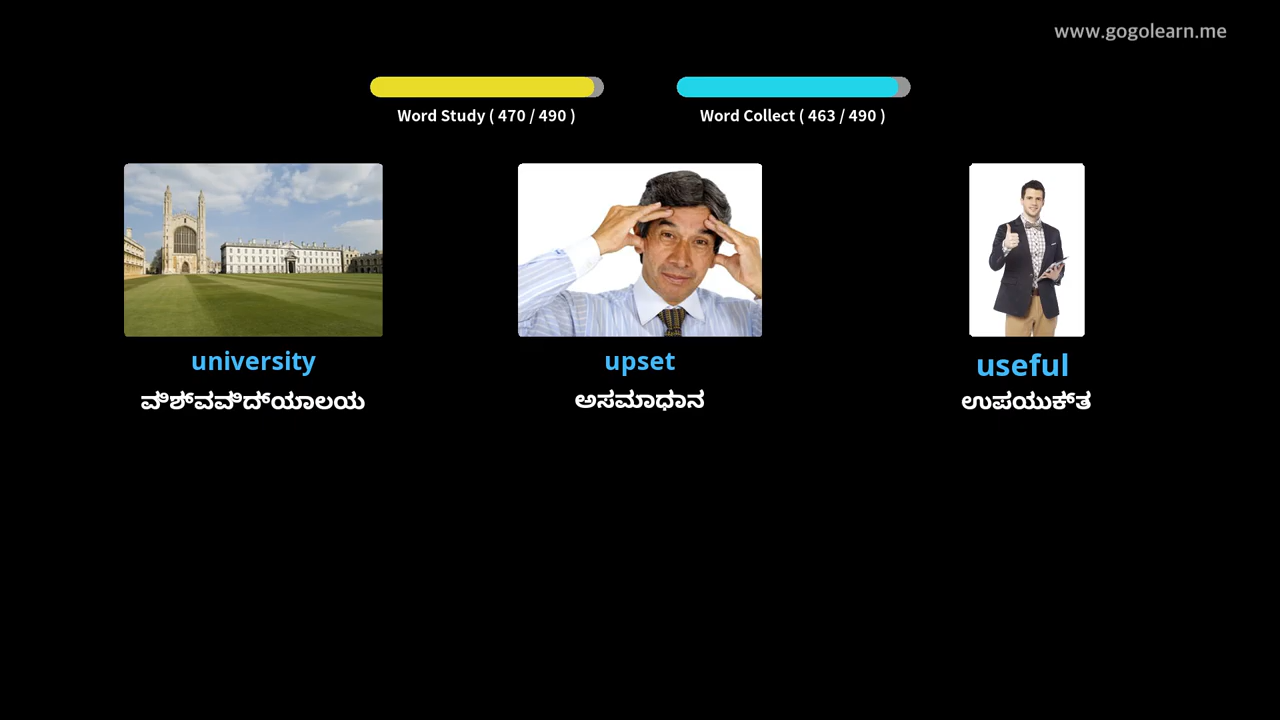 www.gogolearn.me
Word Study ( 470 / 490 )
Word Collect ( 463 / 490 )
university
upset
useful
ವಿಶ್‌ವವಿದ್‌ಯಾಲಯ
ಅಸಮಾಧಾನ
ಉಪಯುಕ್‌ತ